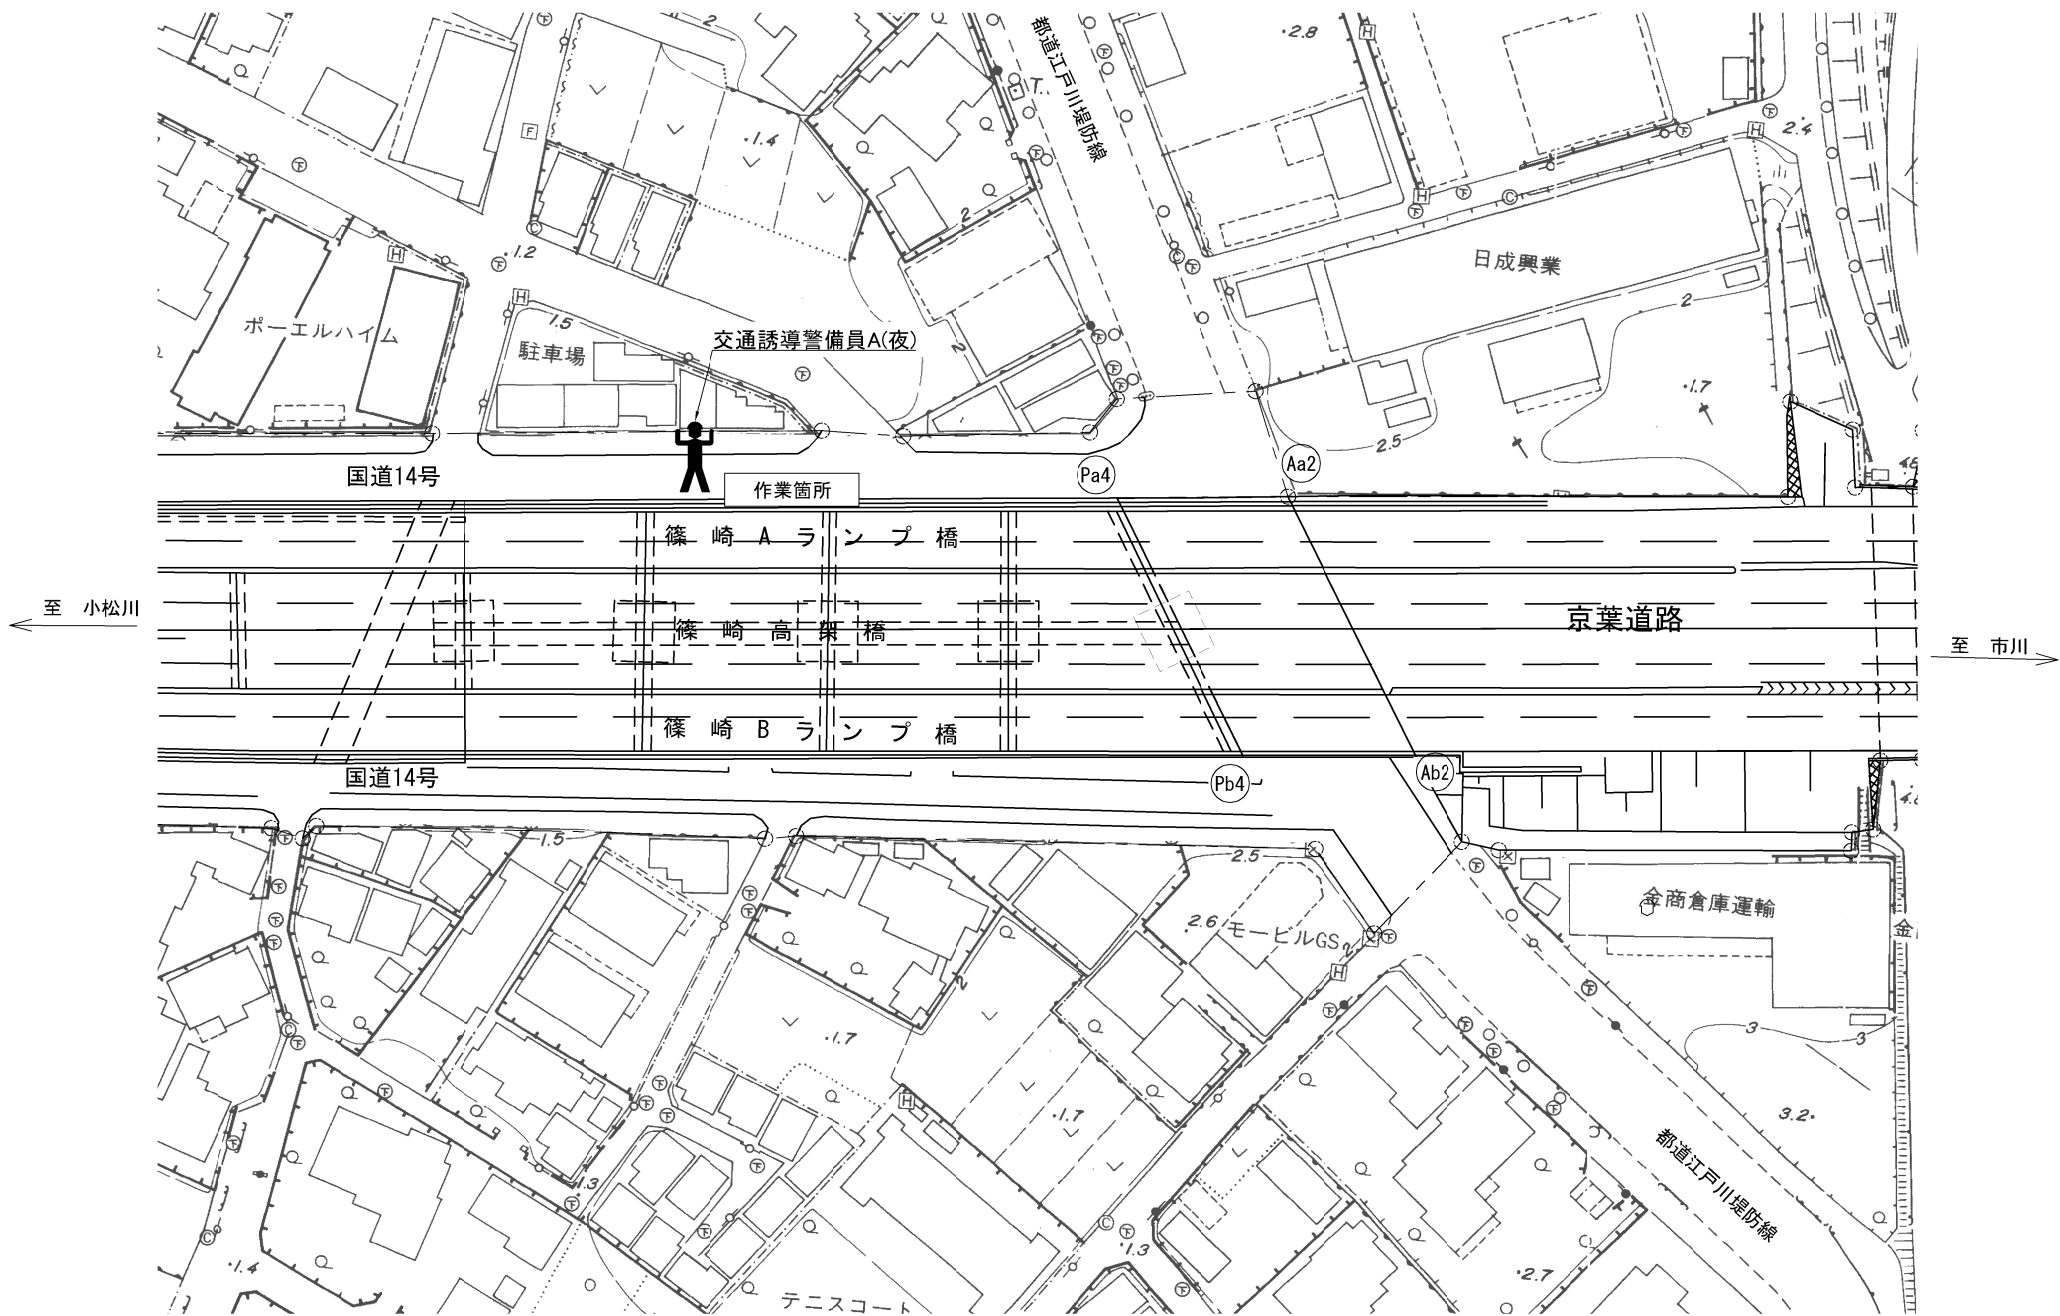 2
都道江戸川堤防線
2.8
T.
1.4
2.4
F
H
2
C
1.2
日成興業
2
H
1.5
ポーエルハイム
駐車場
交通誘導警備員A(夜)
2
1.7
2.5
国道14号
Pa4
Aa2
作業箇所
篠崎Aランプ橋
至 小松川
篠崎高架橋
京葉道路
至 市川
篠崎Bランプ橋
国道14号
Pb4
Ab2
1.5
2.5
金商倉庫運輸
2.6
モービルGS
2
金
2
1.7
3
3
1.7
3.2
都道江戸川堤防線
1.3
1.3
1.4
2.7
テニスコート